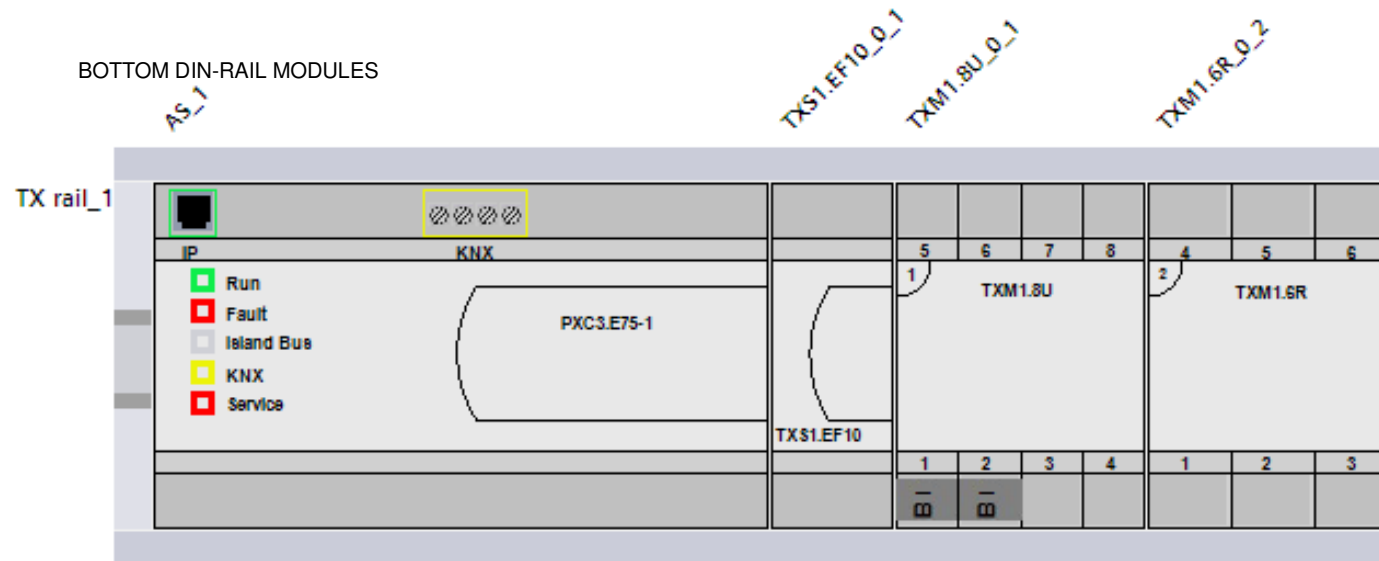 BOTTOM DIN-RAIL MODULES
AS_1
TXS1.EF10_0_1
TXM1.8U_0_1
TXM1.6R_0_2
TX rail_1
IP
KNX
5 6 7 8
4 5 6
Run
Fault
Island Bus
KNX
Service
PXC3.E75-1
TXS1.EF10
1
TXM1.8U
2
TXM1.6R
1 2 3 4
1 2 3
BI
BI